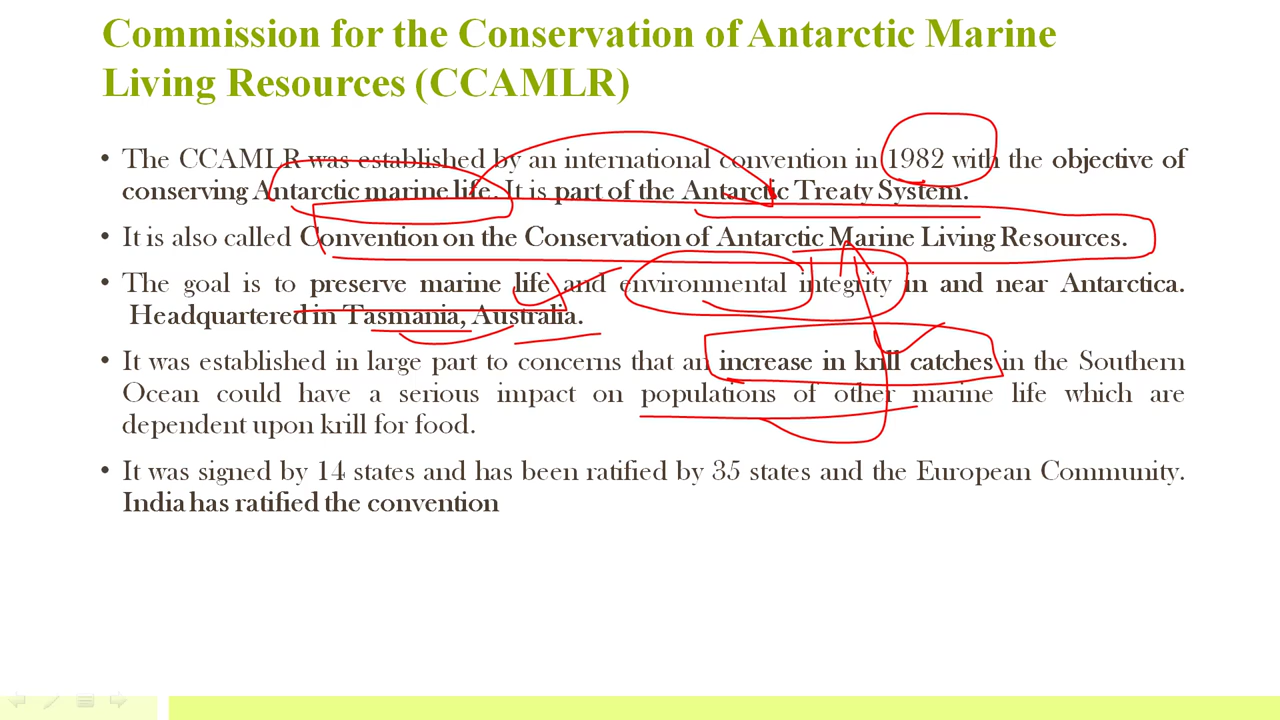 Commission for the Conservation of Antarctic Marine
Living Resources (CCAMLR)
• The CCAMLR was established by an international convention in 1982 with the objective of
conserving Antarctic marine life. It is part of the Antarctic Treaty System.
• It is also called Convention on the Conservation of Antarctic Marine Living Resources.
• The goal is to preserve marine life and environmental integrity in and near Antarctica.
Headquartered in Tasmania, Australia.
• It was established in large part to concerns that an increase in krill catches in the Southern
Ocean could have a serious impact on populations of other marine life which are
dependent upon krill for food.
• It was signed by 14 states and has been ratified by 35 states and the European Community.
India has ratified the convention